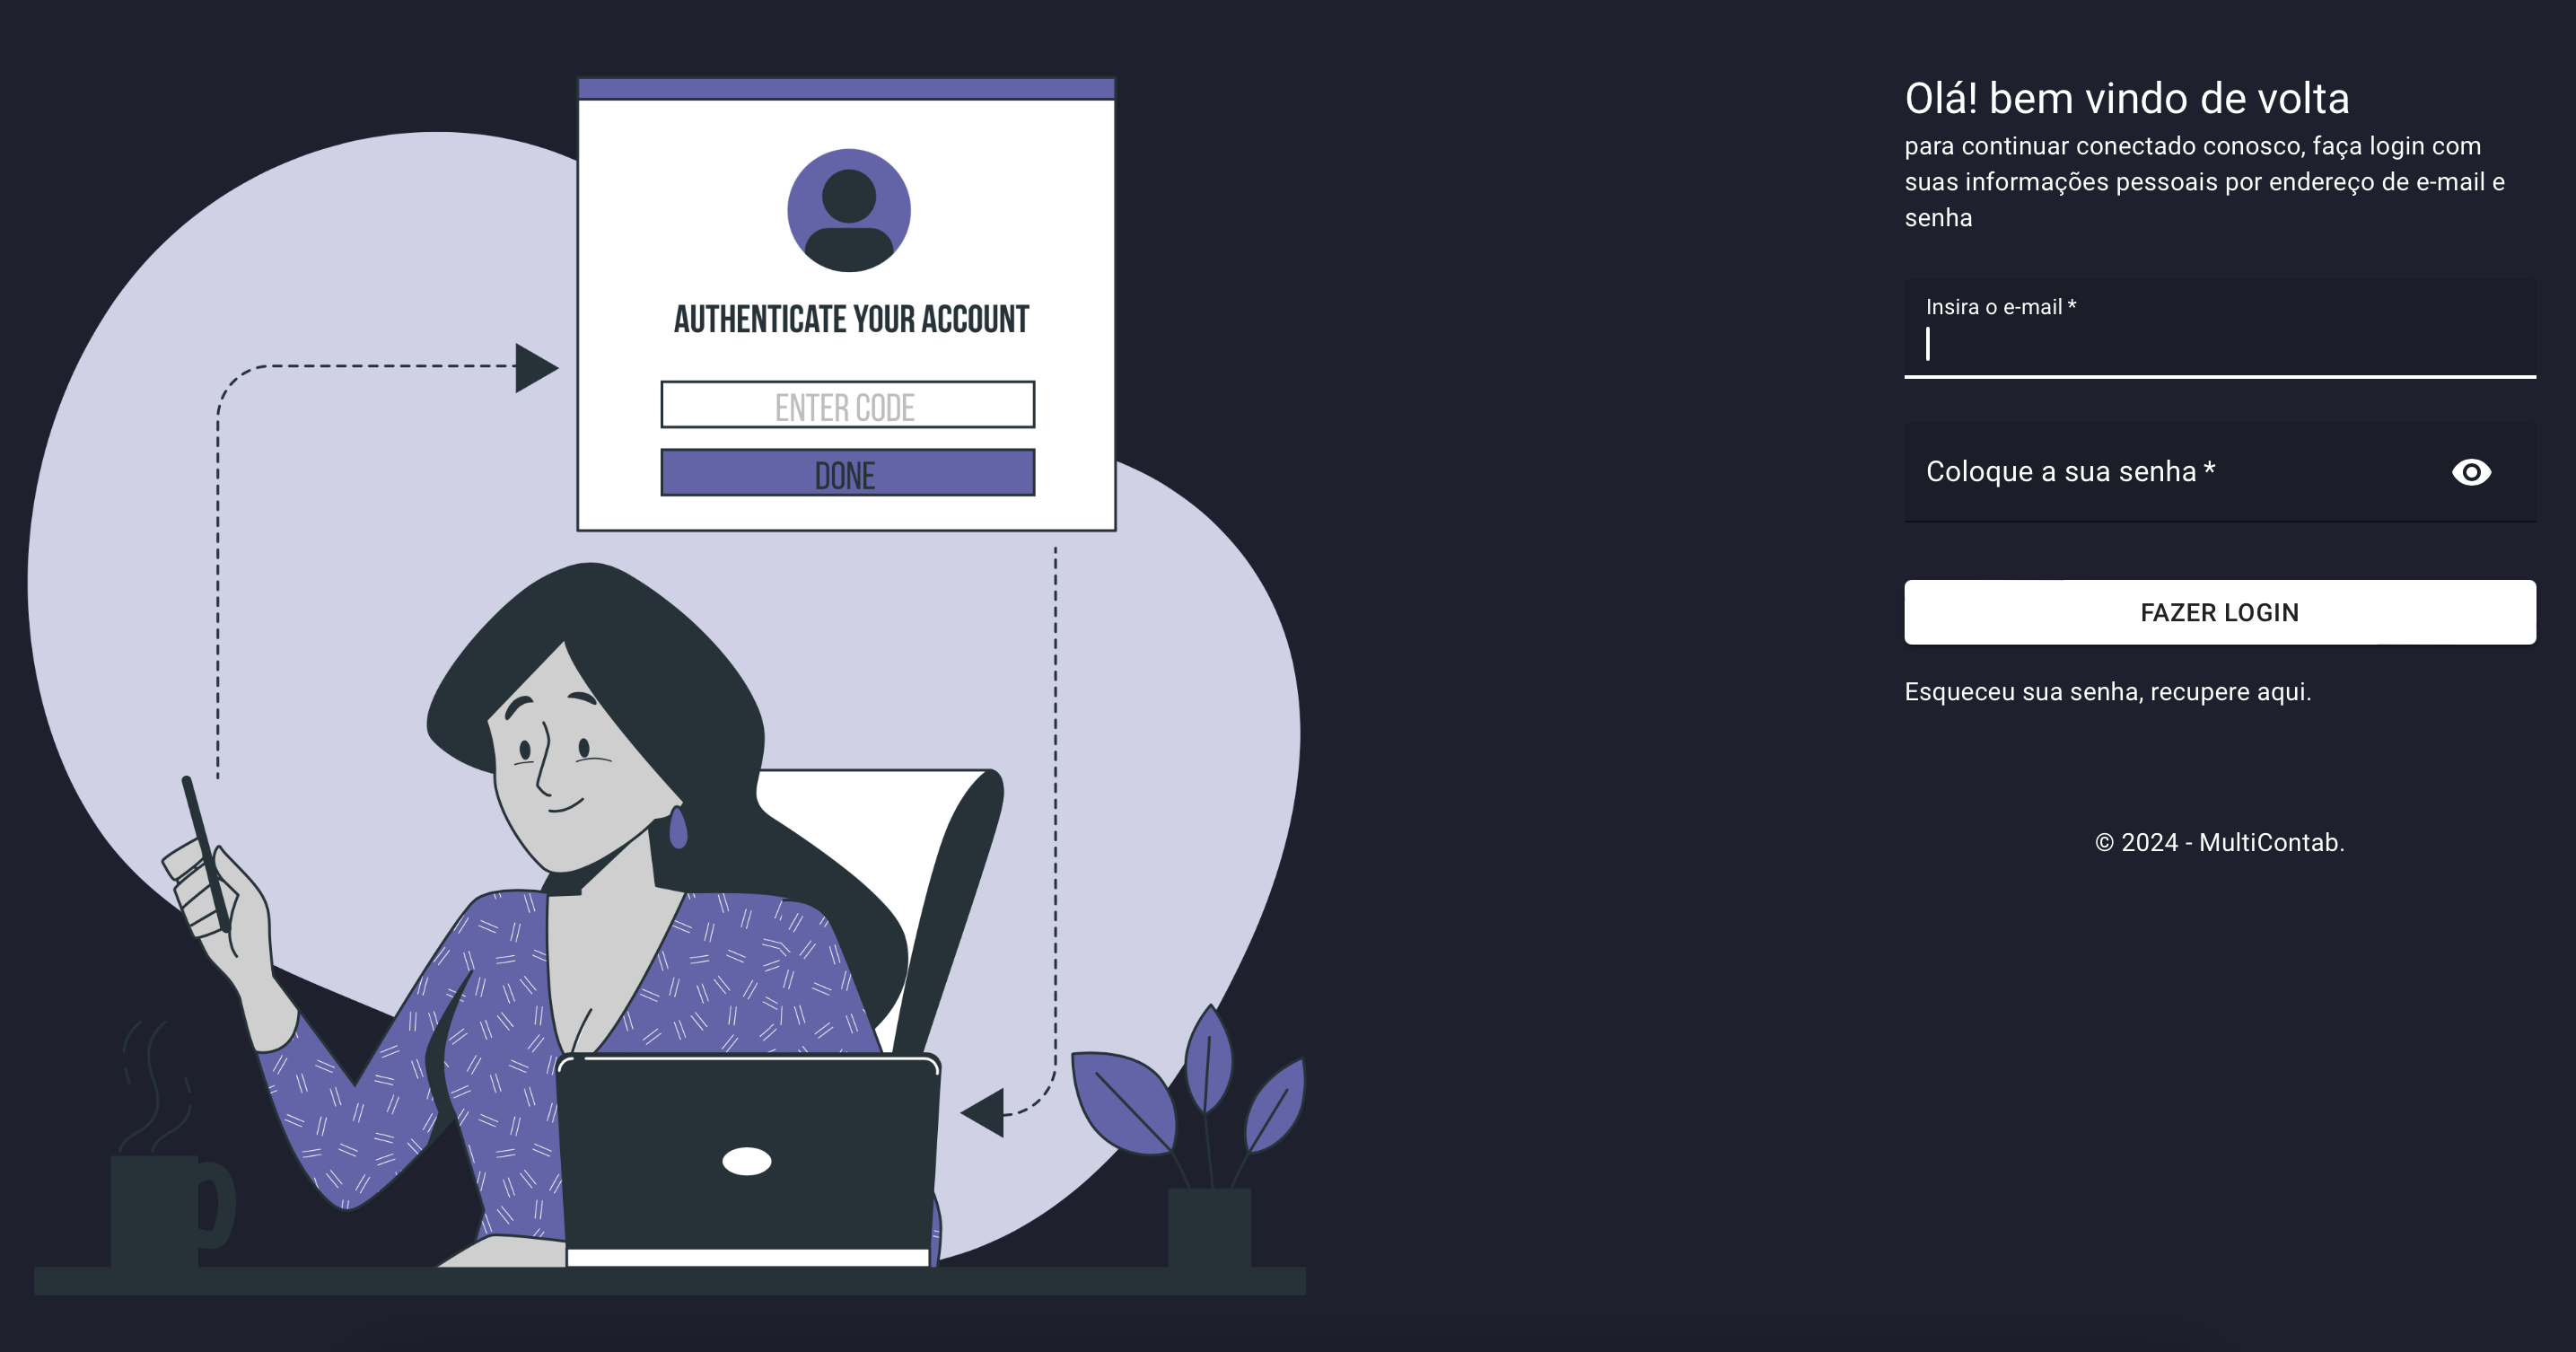 AUTHENTICATE YOUR ACCOUNT
ENTER CODE
DONE
Olá! bem vindo de volta
para continuar conectado conosco, faça login com
suas informações pessoais por endereço de e-mail e
senha
Insira o e-mail *
Coloque a sua senha *
FAZER LOGIN
Esqueceu sua senha, recupere aqui.
© 2024 - MultiContab.